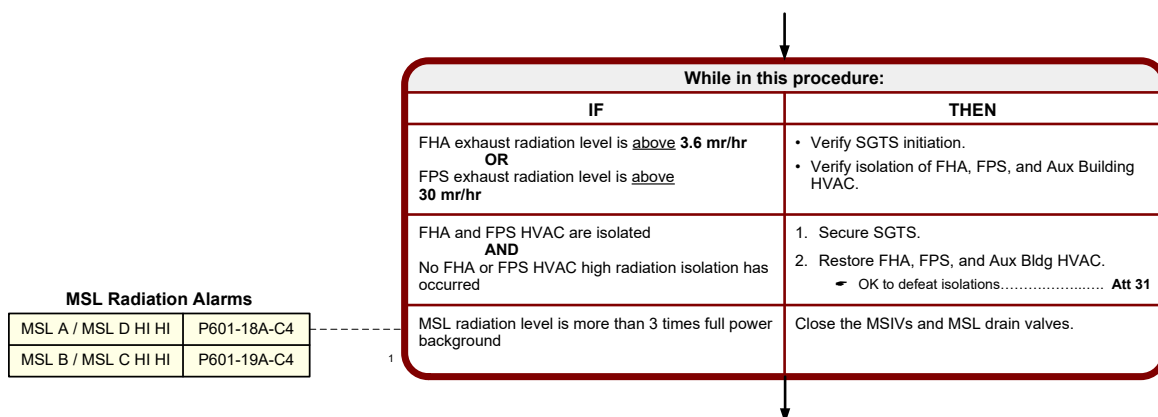 While in this procedure:
IF
THEN
FHA exhaust radiation level is above 3.6 mr/hr
OR
FPS exhaust radiation level is above
30 mr/hr
• Verify SGTS initiation.
• Verify isolation of FHA, FPS, and Aux Building
HVAC.
FHA and FPS HVAC are isolated
AND
No FHA or FPS HVAC high radiation isolation has
occurred
1. Secure SGTS.
2. Restore FHA, FPS, and Aux Bldg HVAC.
☛ OK to defeat isolations........................ Att 31
MSL radiation level is more than 3 times full power
background
Close the MSIVs and MSL drain valves.
MSL Radiation Alarms
MSL A / MSL D HI HI P601-18A-C4
MSL B / MSL C HI HI P601-19A-C4
1